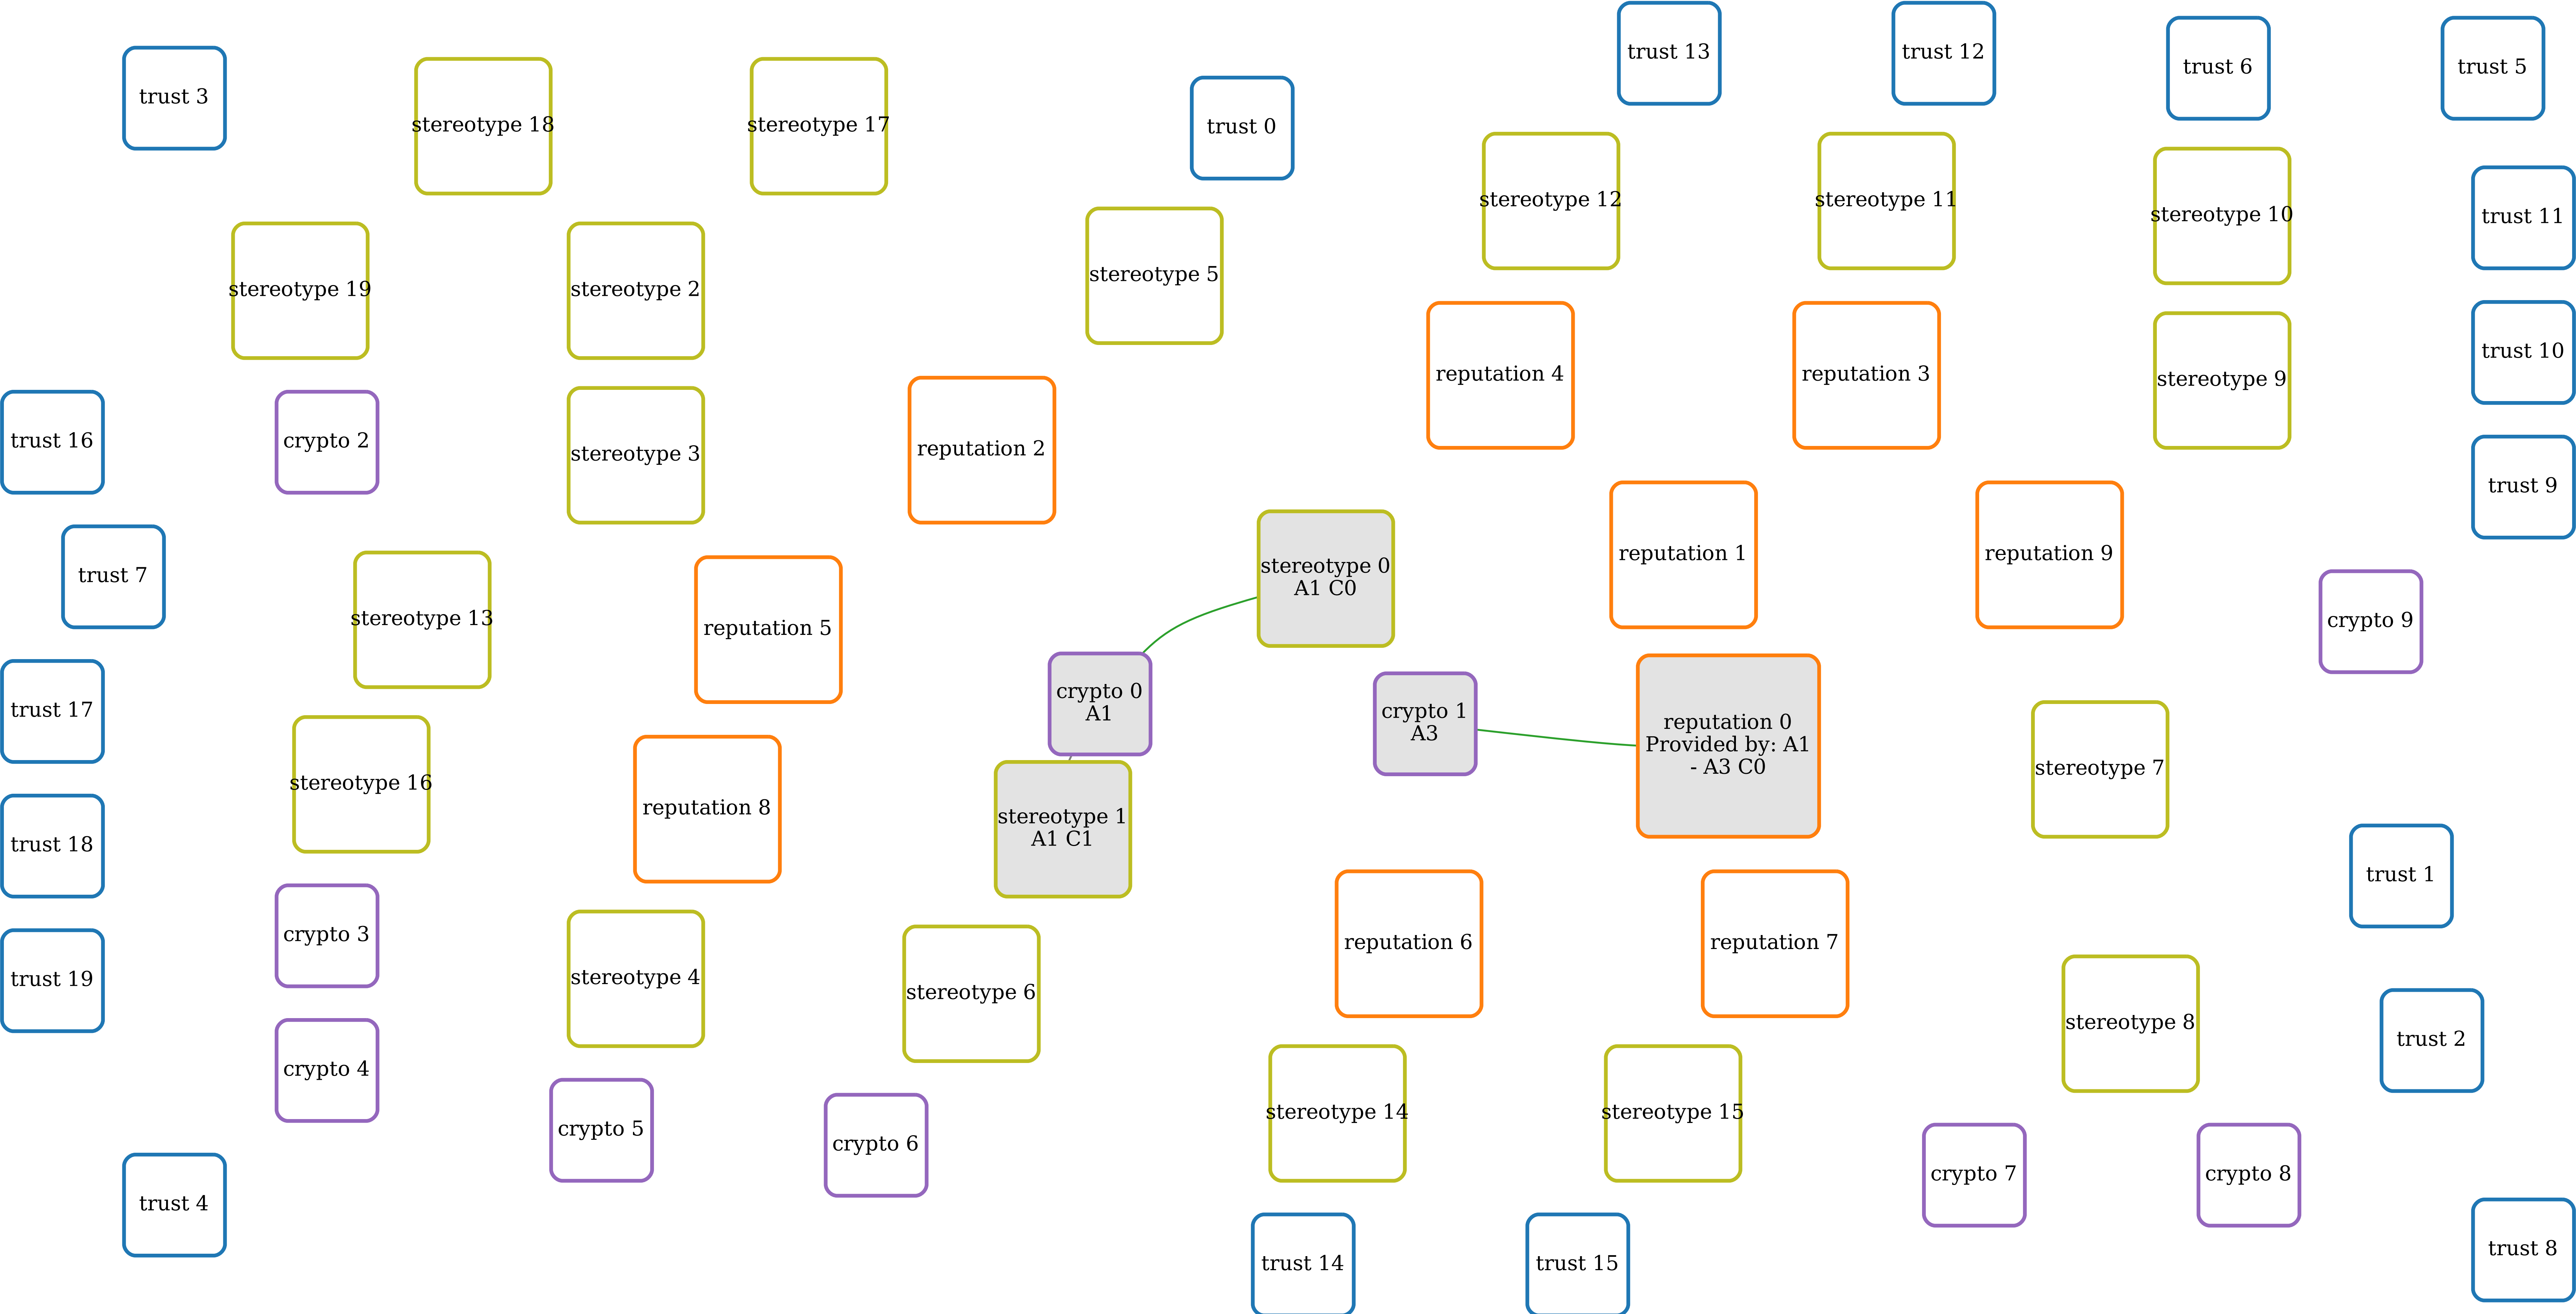 trust 13
trust 12
trust 6
trust 5
trust 3
stereotype 18
stereotype 17
trust 0
stereotype 12
stereotype 11
stereotype 10
trust 11
stereotype 19
stereotype 2
stereotype 5
reputation 4
reputation 3
stereotype 9
trust 10
trust 16
crypto 2
stereotype 3
reputation 2
trust 9
trust 7
stereotype 13
reputation 5
stereotype 0
A1 C0
reputation 1
reputation 9
crypto 9
trust 17
crypto 0
A1
crypto 1
A3
reputation 0
Provided by: A1
- A3 C0
stereotype 7
stereotype 16
reputation 8
stereotype 1
A1 C1
trust 18
trust 1
crypto 3
reputation 6
reputation 7
trust 19
stereotype 4
stereotype 6
stereotype 8
trust 2
crypto 4
crypto 5
crypto 6
stereotype 14
stereotype 15
crypto 7
crypto 8
trust 4
trust 14
trust 15
trust 8